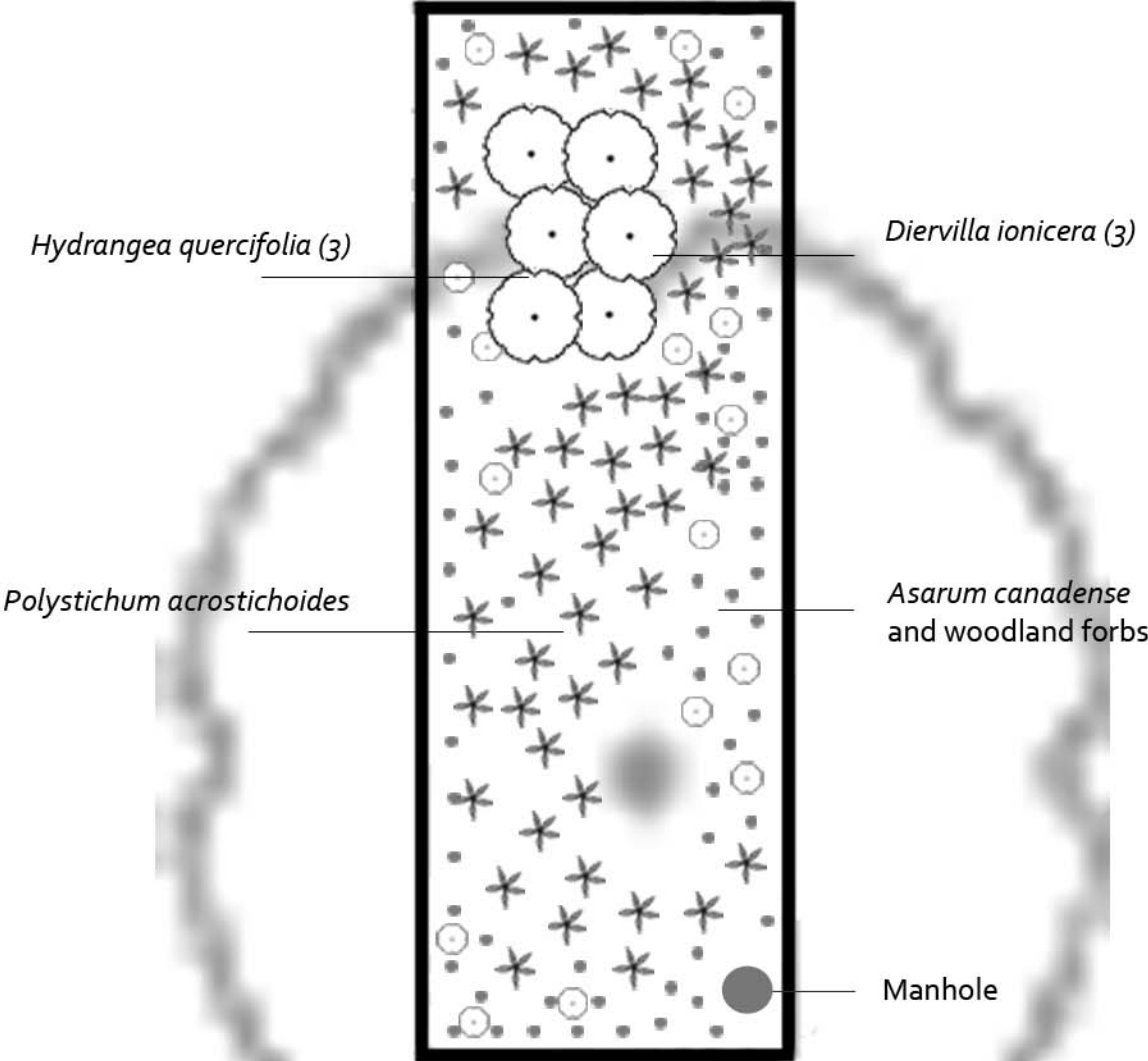 Hydrangea quercifolia (3)
Diervilla ionicera (3)
Polystichum acrostichoides
Asarum canadense
and woodland forbs
Manhole